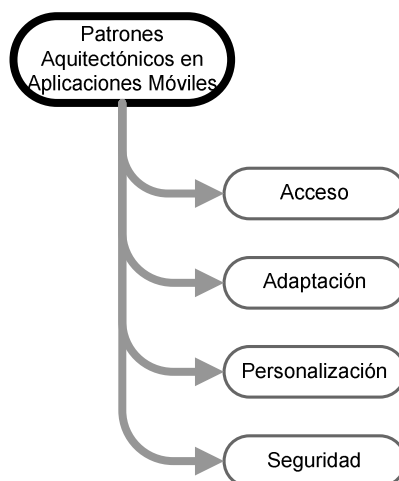 Patrones
Aquitectónicos en
Aplicaciones Móviles
Acceso
Adaptación
Personalización
Seguridad